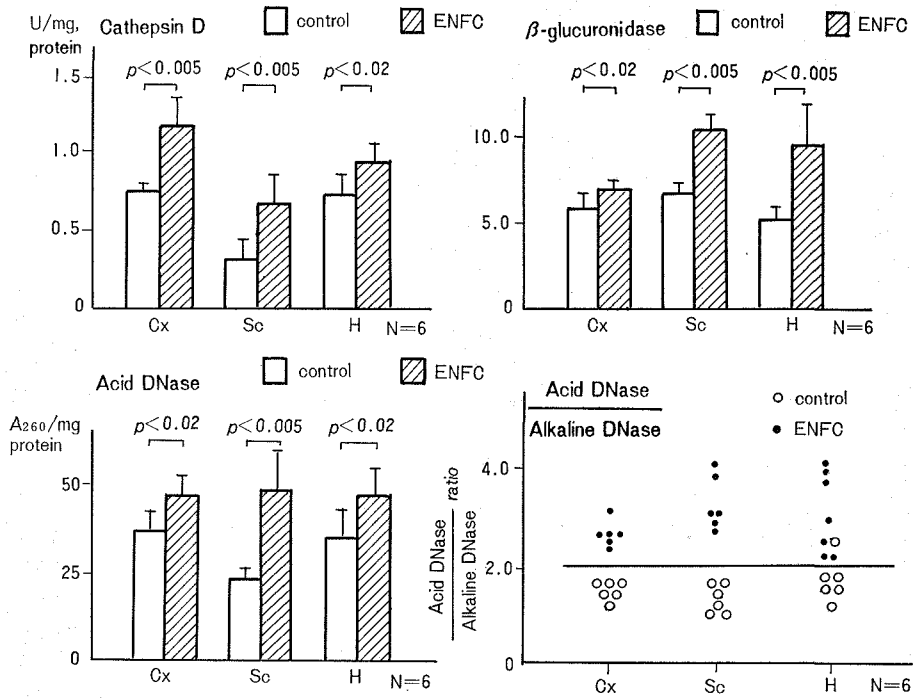 Cathepsin D
control
ENFC
U/mg,
protein
p<0.005
p<0.005
p<0.02
1.5
1.0
0.5
0
Cx
Sc
H
N=6
β-glucuronidase
control
ENFC
p<0.02
p<0.005
p<0.005
10.0
5.0
0
Cx
Sc
H
N=6
Acid DNase
control
ENFC
A260/mg
protein
p<0.02
p<0.005
p<0.02
50
25
0
Cx
Sc
H
N=6
Acid DNase
Alkaline DNase
control
ENFC
Acid DNase
Alkaline DNase
ratio
4.0
2.0
0
Cx
Sc
H
N=6